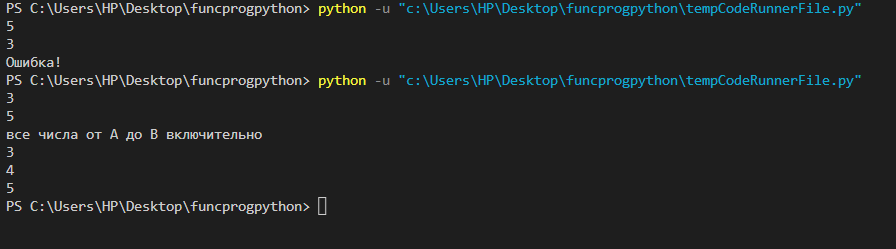 PS C:\Users\HP\Desktop\funcprogpython> python -u "c:\Users\HP\Desktop\funcprogpython\tempCodeRunnerFile.py"
5
3
Ошибка!
PS C:\Users\HP\Desktop\funcprogpython> python -u "c:\Users\HP\Desktop\funcprogpython\tempCodeRunnerFile.py"
3
5
все числа от A до B включительно
3
4
5
PS C:\Users\HP\Desktop\funcprogpython>